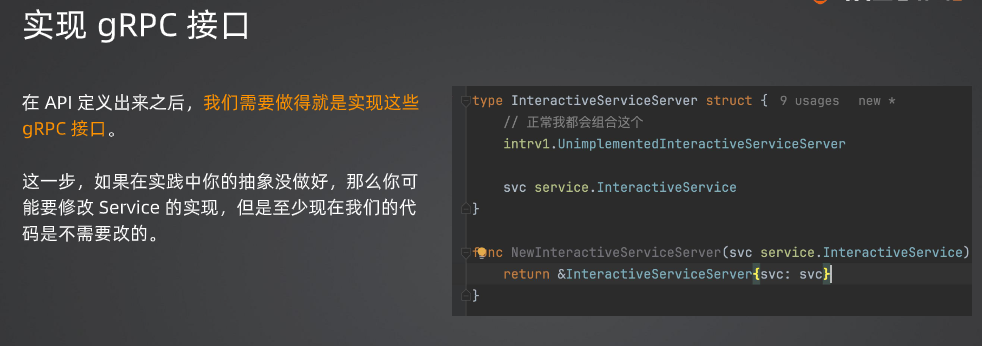 实现 gRPC 接口
在 API 定义出来之后，我们需要做得就是实现这些
gRPC 接口。
这一步，如果在实践中你的抽象没做好，那么你可
能要修改 Service 的实现，但是至少现在我们的代
码是不需要改的。
type InteractiveServiceServer struct { 9 usages new *
// 正常我都会组合这个
intrv1.UnimplementedInteractiveServiceServer
svc service.InteractiveService
}
func NewInteractiveServiceServer(svc service.InteractiveService)
return &InteractiveServiceServer{svc: svc}
}